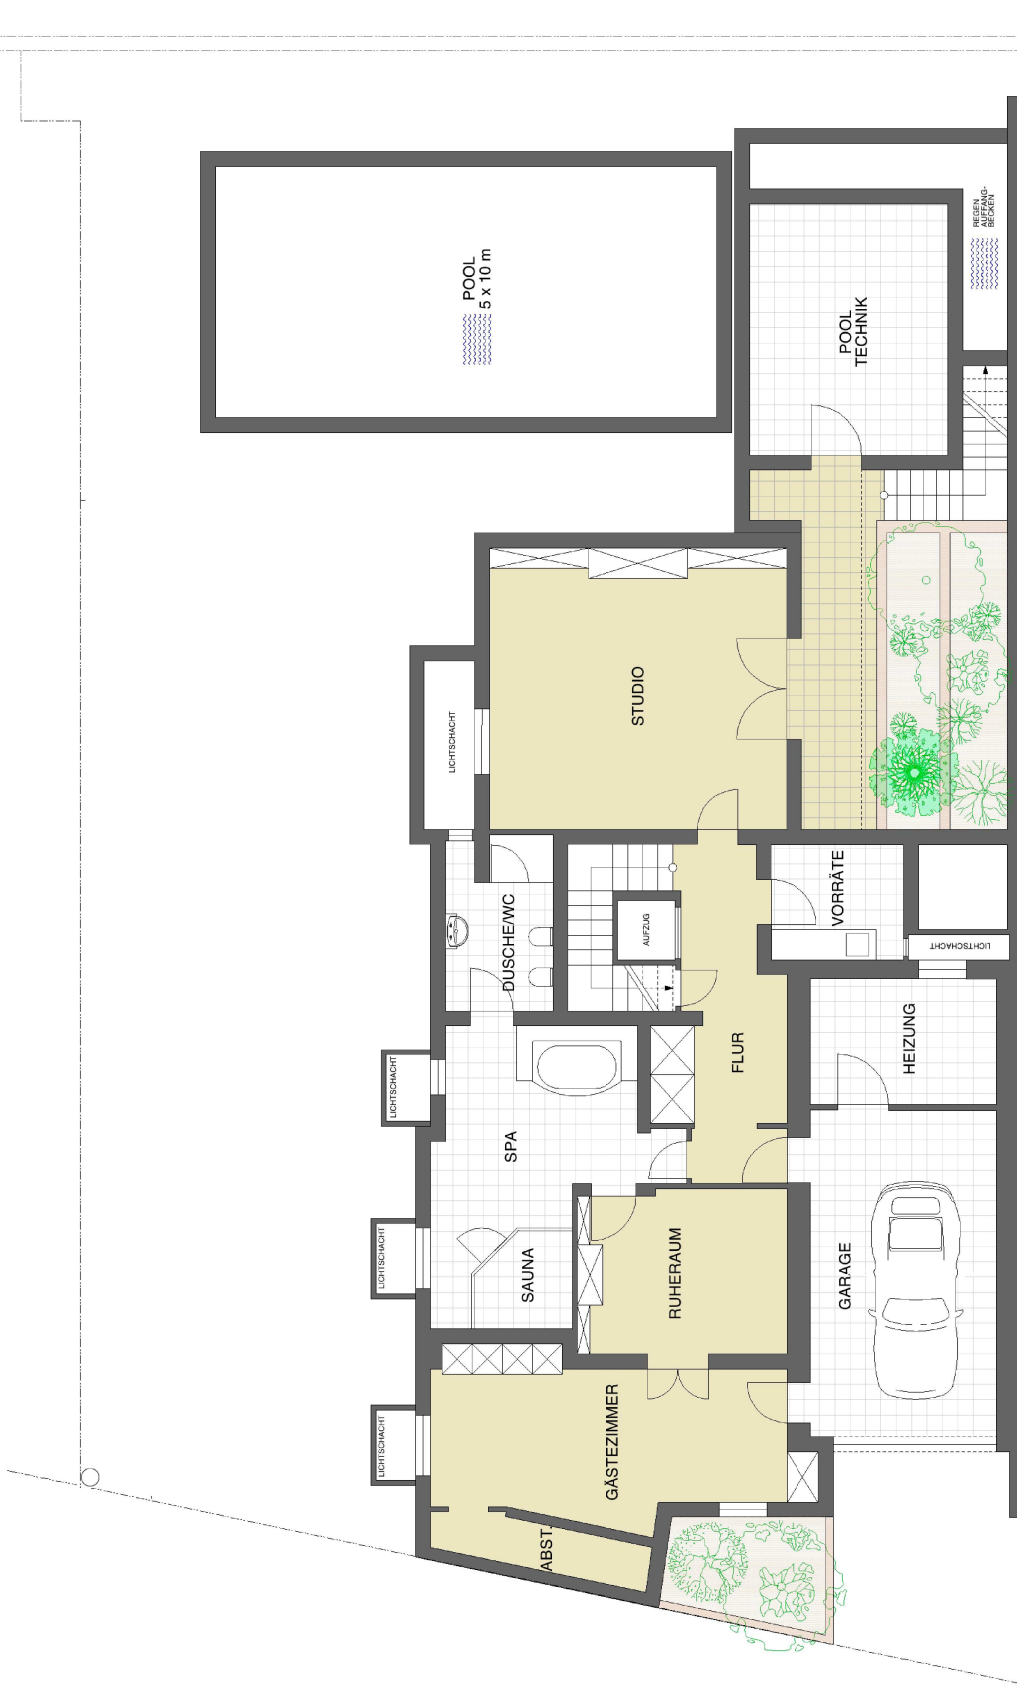 POOL
5 x 10 m
REGEN
AUFFANG-
BECKEN
POOL
TECHNIK
STUDIO
LICHTSCHACHT
DUSCHE/WC
AUFZUG
VORRÄTE
LICHTSCHACHT
HEIZUNG
FLUR
LICHTSCHACHT
SPA
LICHTSCHACHT
SAUNA
RUHERAUM
GARAGE
LICHTSCHACHT
GÄSTEZIMMER
ABST.